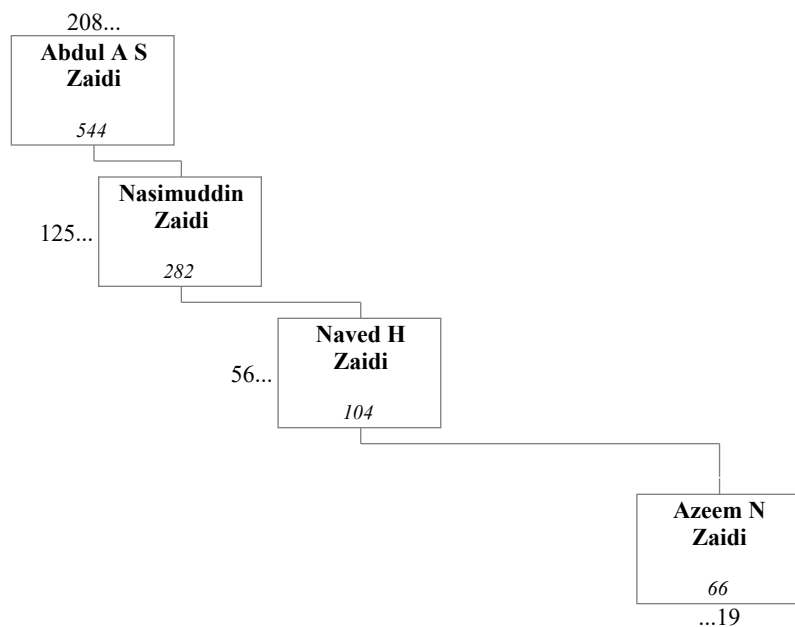 208...
Abdul A S
Zaidi
544
Nasimuddin
Zaidi
125...
282
Naved H
Zaidi
56...
104
Azeem N
Zaidi
66
...19